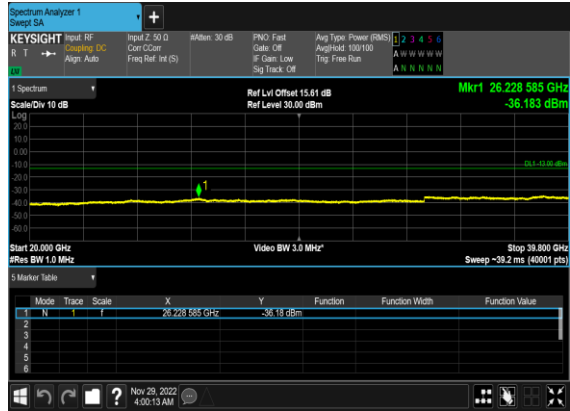 Spectrum Analyzer 1
Swept SA
+
KEYSIGHT Input: RF Input Z: 50 Ω #Atten: 30 dB PNO: Fast Avg Type: Power (RMS) 1 2 3 4 5 6
R T Coupling: DC Corr CCorr Gate: Off Avg|Hold: 100/100 A W W W W W
Align: Auto Freq Ref: Int (S) IF Gain: Low Trig: Free Run
Sig Track: Off A N N N N N
1 Spectrum Ref Lvl Offset 15.61 dB Mkr1 26.228 585 GHz
Scale/Div 10 dB Ref Level 30.00 dBm -36.183 dBm
Log
20.0
10.0
0.00
-10.0 DL1 -13.00 dBm
-20.0
-30.0 1
-40.0
-50.0
-60.0
Start 20.000 GHz Video BW 3.0 MHz* Stop 39.800 GHz
#Res BW 1.0 MHz Sweep ~39.2 ms (40001 pts)
5 Marker Table
Mode Trace Scale X Y Function Function Width Function Value
1 N 1 f 26.228 585 GHz -36.18 dBm
2
3
4
5
6
? Nov 29, 2022
4:00:13 AM